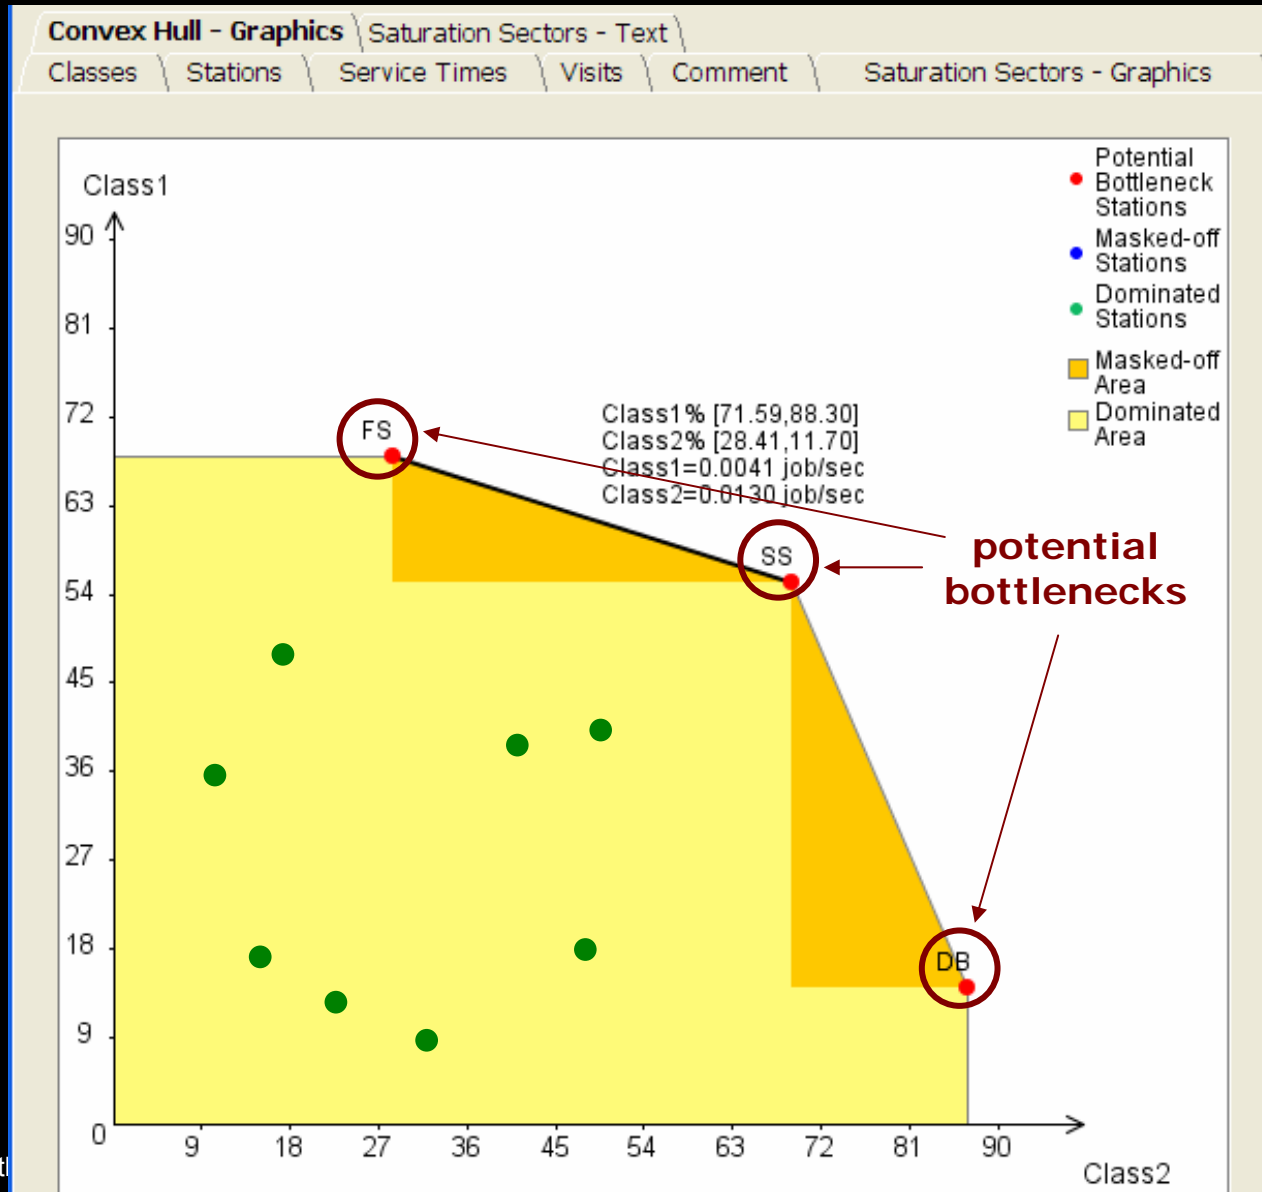 Convex Hull - Graphics
Saturation Sectors - Text
Classes
Stations
Service Times
Visits
Comment
Saturation Sectors - Graphics
Class1
Potential
Bottleneck
Stations
Masked-off
Stations
Dominated
Stations
Masked-off
Area
Dominated
Area
90
81
72
63
54
45
36
27
18
9
0
FS
Class1% [71.59,88.30]
Class2% [28.41,11.70]
Class1=0.0041 job/sec
Class2=0.0130 job/sec
SS
potential
bottlenecks
DB
9
18
27
36
45
54
63
72
81
90
Class2